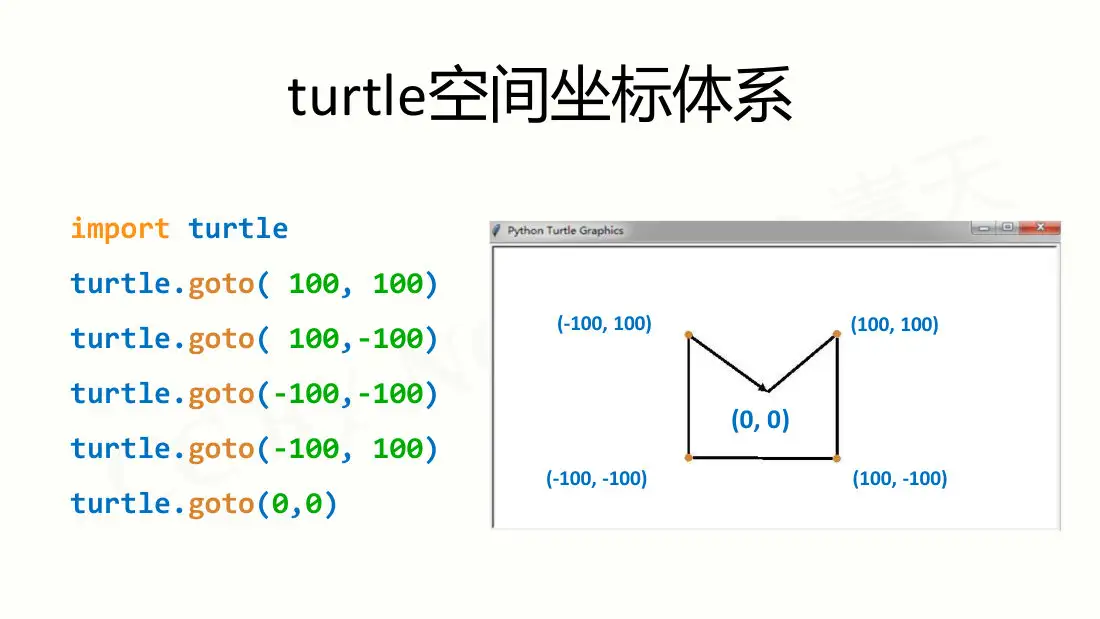 turtle空间坐标体系
import turtle
turtle.goto( 100, 100)
turtle.goto( 100,-100)
turtle.goto(-100,-100)
turtle.goto(-100, 100)
turtle.goto(0,0)
Python Turtle Graphics
(-100, 100)
(100, 100)
(0, 0)
(-100, -100)
(100, -100)
嵩天